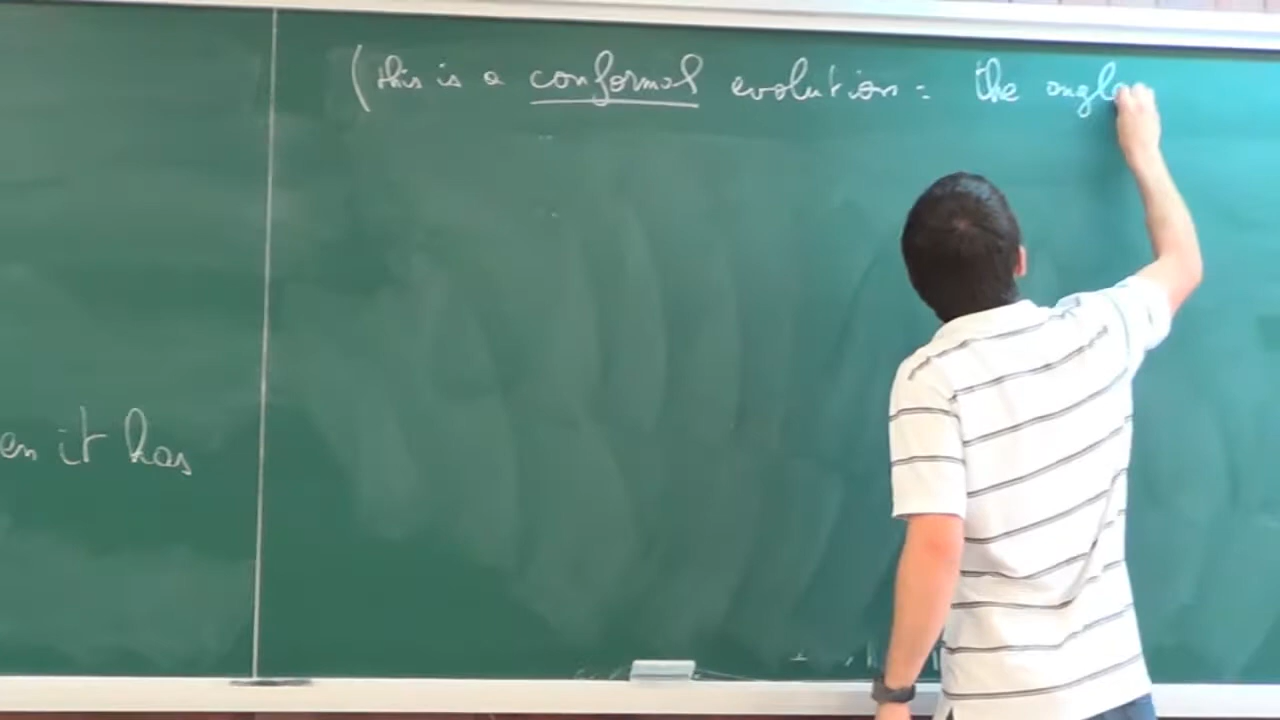 (this is a conformal evolution : the angle
en it has